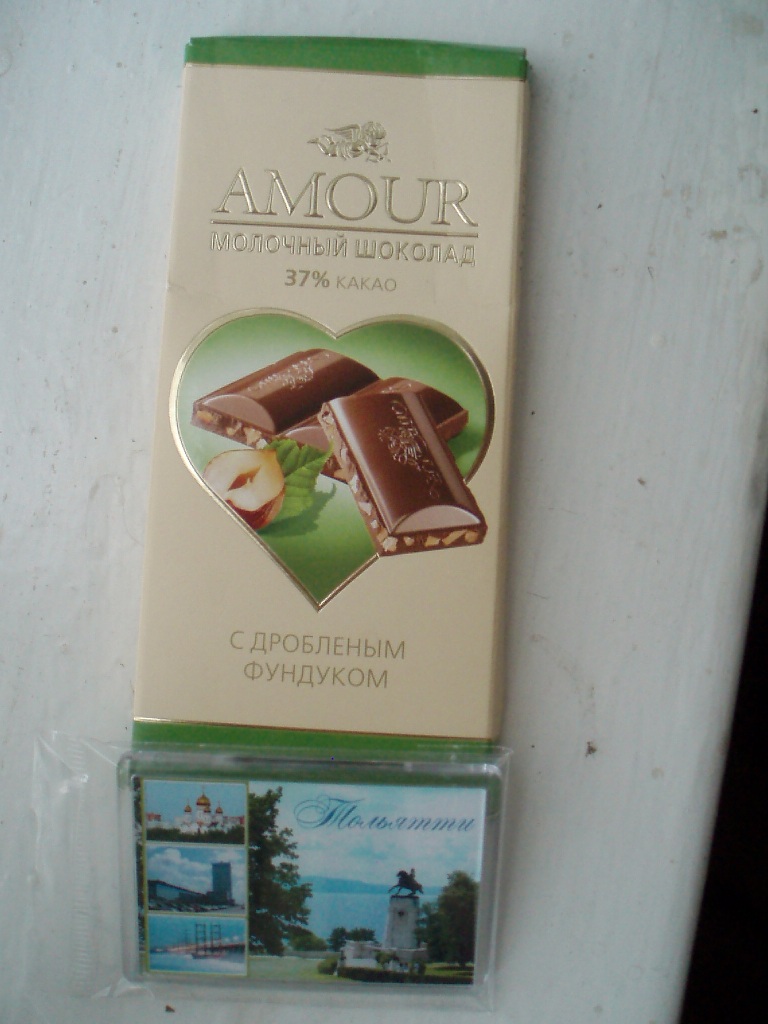 AMOUR
МОЛОЧНЫЙ ШОКОЛАД
37% КАКАО
С ДРОБЛЕНЫМ
ФУНДУКОМ
Тольятти